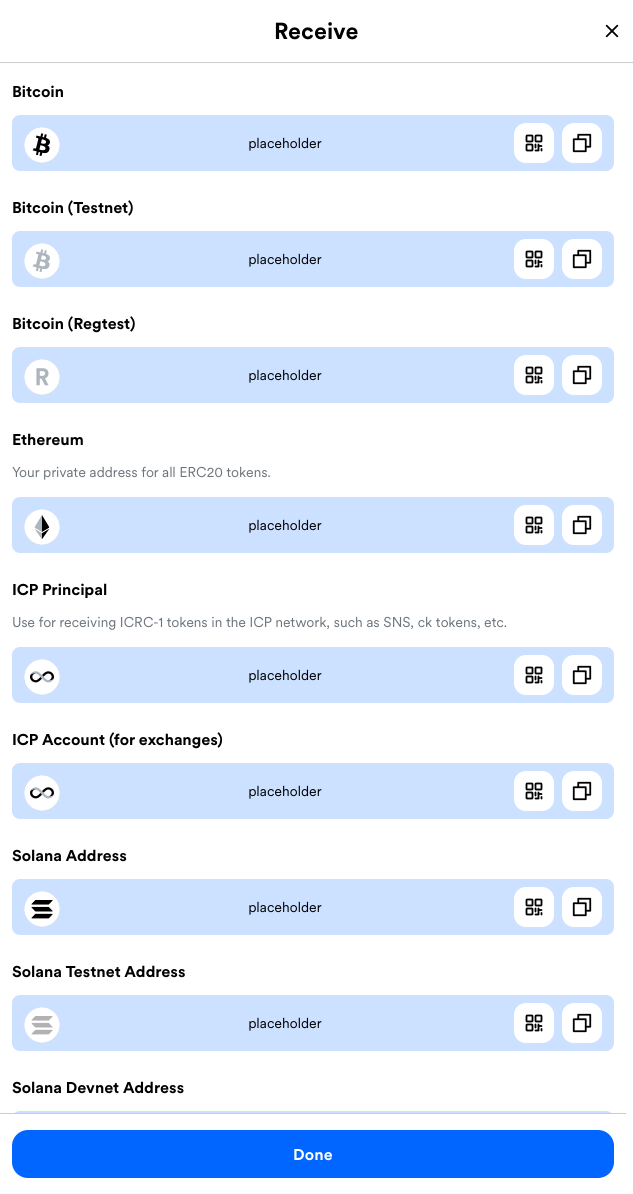 Receive
Bitcoin
placeholder
Bitcoin (Testnet)
placeholder
Bitcoin (Regtest)
R
placeholder
Ethereum
Your private address for all ERC20 tokens.
placeholder
ICP Principal
Use for receiving ICRC-1 tokens in the ICP network, such as SNS, ck tokens, etc.
placeholder
ICP Account (for exchanges)
placeholder
Solana Address
placeholder
Solana Testnet Address
placeholder
Solana Devnet Address
Done